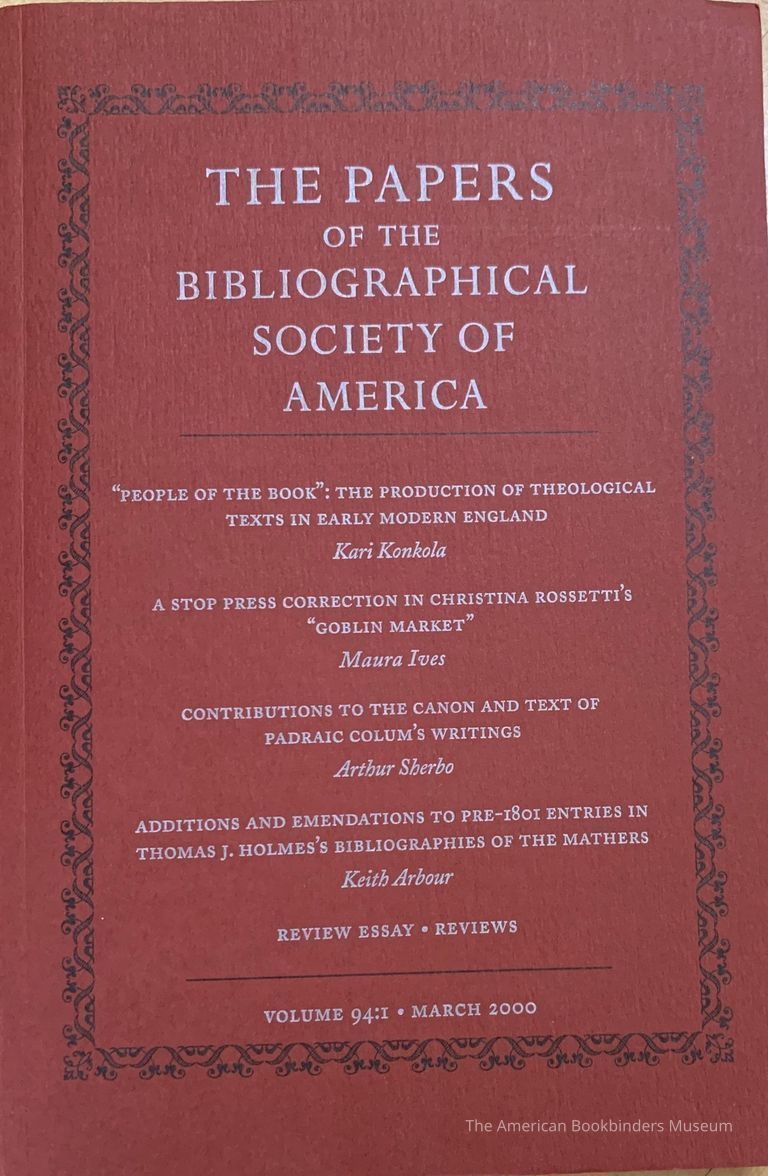 THE PAPERS
OF THE
BIBLIOGRAPHICAL
SOCIETY OF
AMERICA
“PEOPLE OF THE BOOK”: THE PRODUCTION OF THEOLOGICAL
TEXTS IN EARLY MODERN ENGLAND
Kari Konkola
A STOP PRESS CORRECTION IN CHRISTINA ROSSETTI’S
“GOBLIN MARKET”
Maura Ives
CONTRIBUTIONS TO THE CANON AND TEXT OF
PADRAIC COLUM’S WRITINGS
Arthur Sherbo
ADDITIONS AND EMENDATIONS TO PRE-1801 ENTRIES IN
THOMAS J. HOLMES’S BIBLIOGRAPHIES OF THE MATHERS
Keith Arbour
REVIEW ESSAY • REVIEWS
VOLUME 94:1 • MARCH 2000
The American Bookbinders Museum